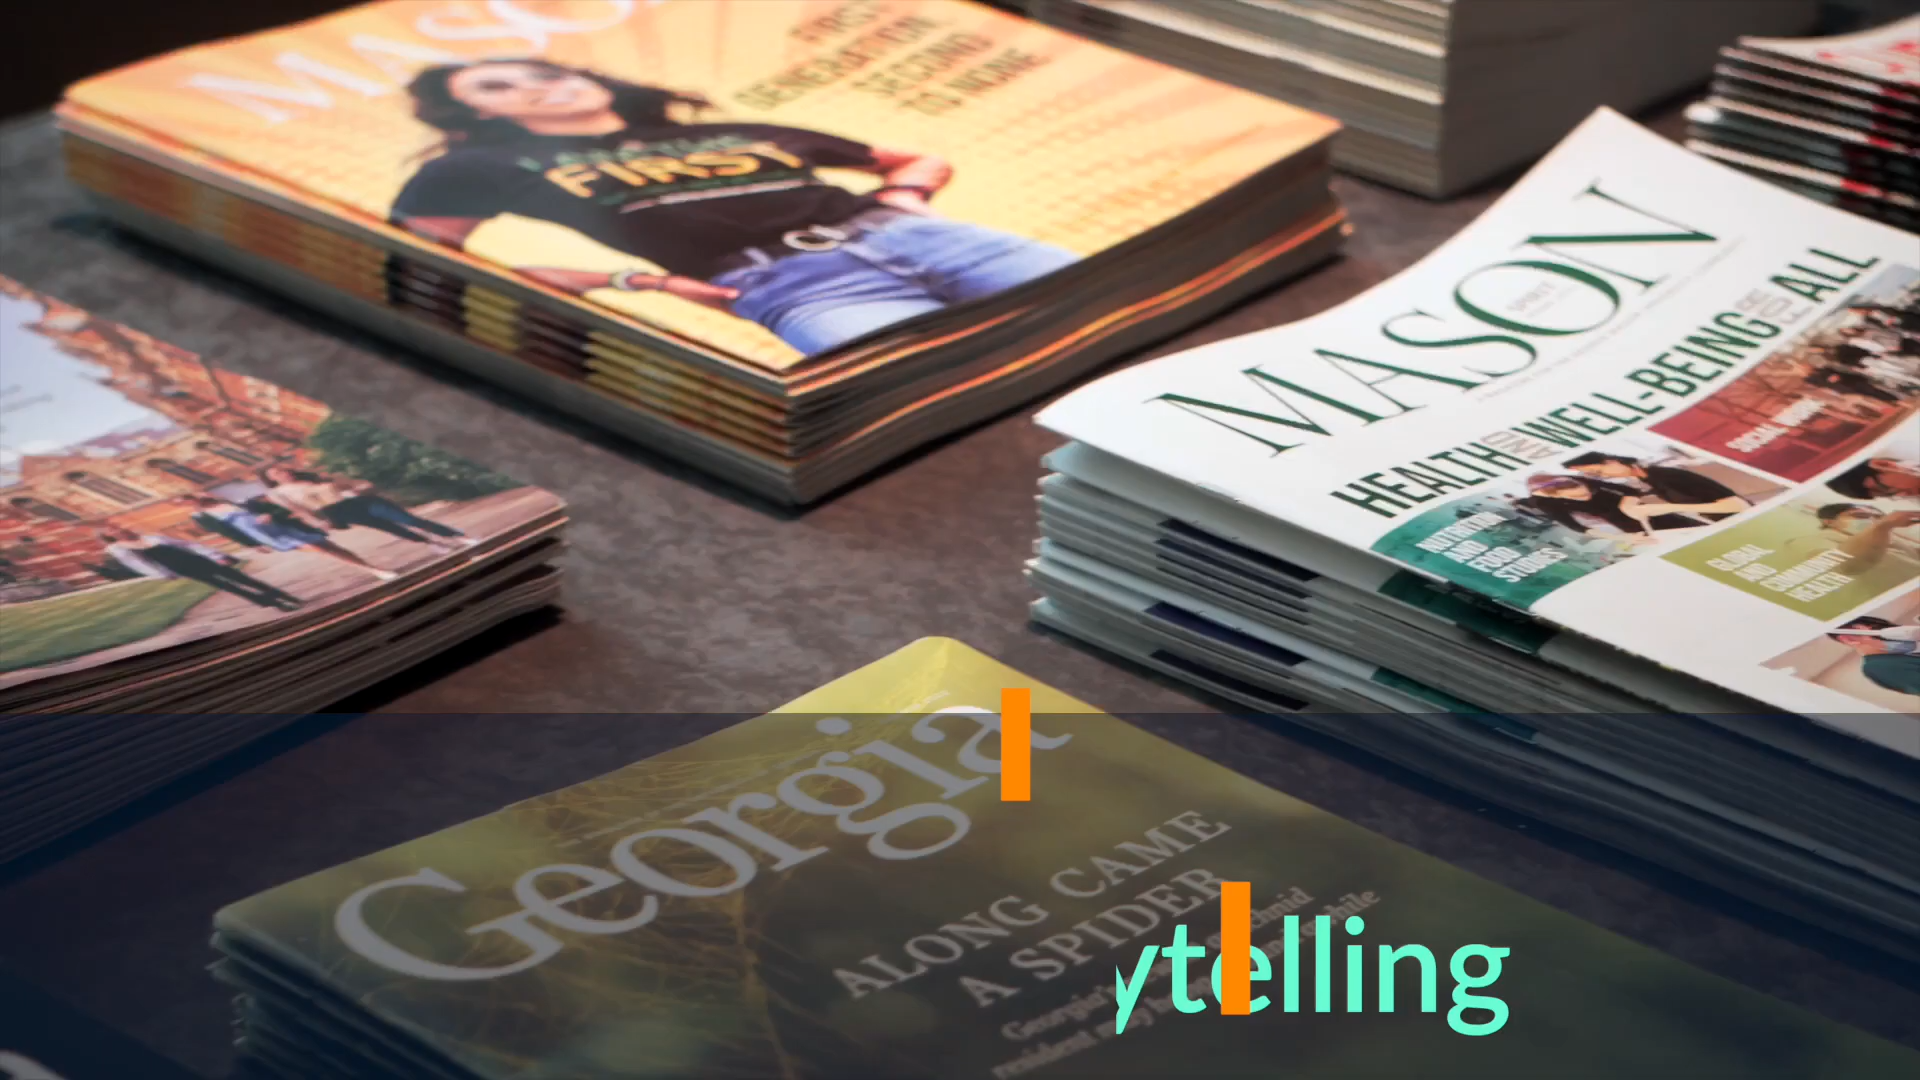 FIRST
GENERATION,
SECOND
TO NONE
FIRST
MASON
SPIRIT
HEALTH AND WELL-BEING FOR ALL
SOCIAL WORK
NUTRITION
AND
FOOD
STUDIES
GLOBAL
AND
COMMUNITY
HEALTH
Georgia
ALONG CAME
A SPIDER
ytelling